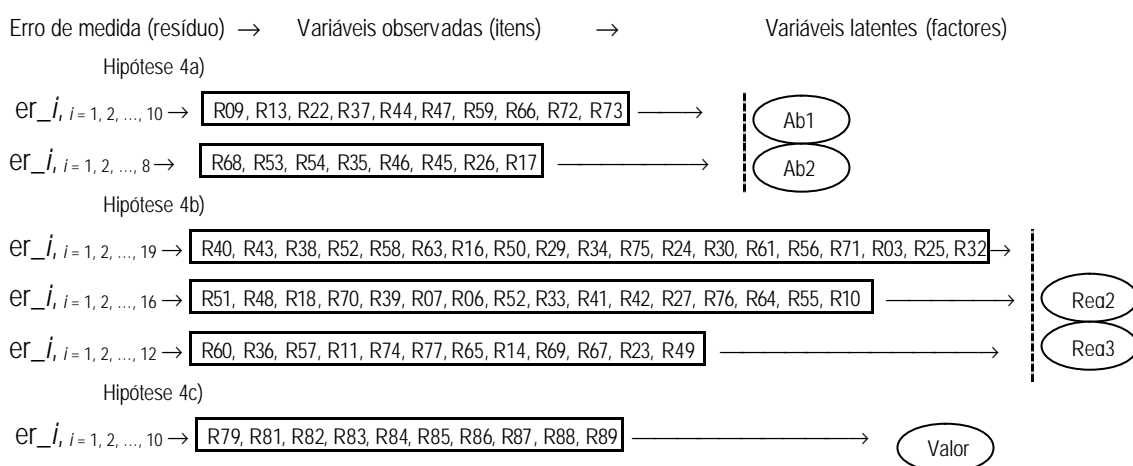 Erro de medida (resíduo) → Variáveis observadas (itens) → Variáveis latentes (factores)
Hipótese 4a)
er_i, i = 1, 2, ..., 10 → R09, R13, R22, R37, R44, R47, R59, R66, R72, R73 → Ab1
er_i, i = 1, 2, ..., 8 → R68, R53, R54, R35, R46, R45, R26, R17 → Ab2
Hipótese 4b)
er_i, i = 1, 2, ..., 19 → R40, R43, R38, R52, R58, R63, R16, R50, R29, R34, R75, R24, R30, R61, R56, R71, R03, R25, R32 →
er_i, i = 1, 2, ..., 16 → R51, R48, R18, R70, R39, R07, R06, R52, R33, R41, R42, R27, R76, R64, R55, R10 → Rea2
er_i, i = 1, 2, ..., 12 → R60, R36, R57, R11, R74, R77, R65, R14, R69, R67, R23, R49 → Rea3
Hipótese 4c)
er_i, i = 1, 2, ..., 10 → R79, R81, R82, R83, R84, R85, R86, R87, R88, R89 → Valor